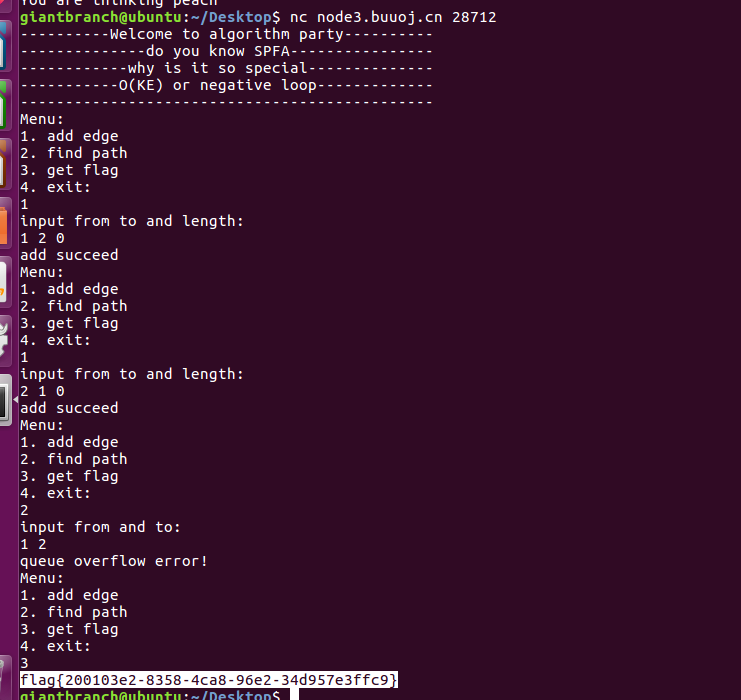 You are thinking peach
giantbranch@ubuntu:~/Desktop$ nc node3.buuoj.cn 28712
----------Welcome to algorithm party----------
--------------do you know SPFA----------------
------------why is it so special--------------
-----------O(KE) or negative loop-------------
----------------------------------------------
Menu:
1. add edge
2. find path
3. get flag
4. exit:
1
input from to and length:
1 2 0
add succeed
Menu:
1. add edge
2. find path
3. get flag
4. exit:
1
input from to and length:
2 1 0
add succeed
Menu:
1. add edge
2. find path
3. get flag
4. exit:
2
input from and to:
1 2
queue overflow error!
Menu:
1. add edge
2. find path
3. get flag
4. exit:
3
flag{200103e2-8358-4ca8-96e2-34d957e3ffc9}
giantbranch@ubuntu:~/Desktop$